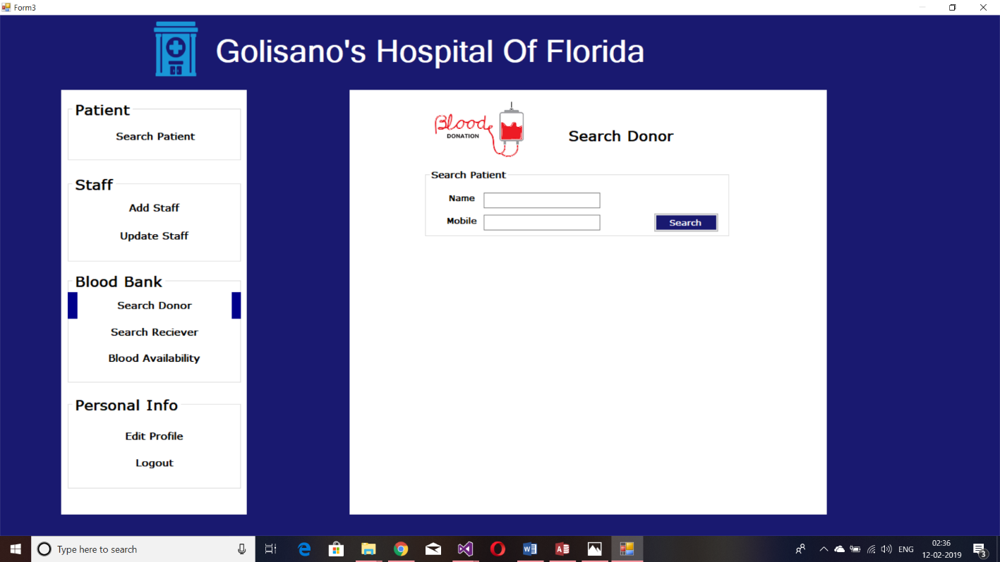 Form3
Golisano's Hospital Of Florida
Patient
Search Patient
Staff
Add Staff
Update Staff
Blood Bank
Search Donor
Search Reciever
Blood Availability
Personal Info
Edit Profile
Logout
Blood
DONATION
Search Donor
Search Patient
Name
Mobile
Search
Type here to search
ENG
02:36
12-02-2019
3